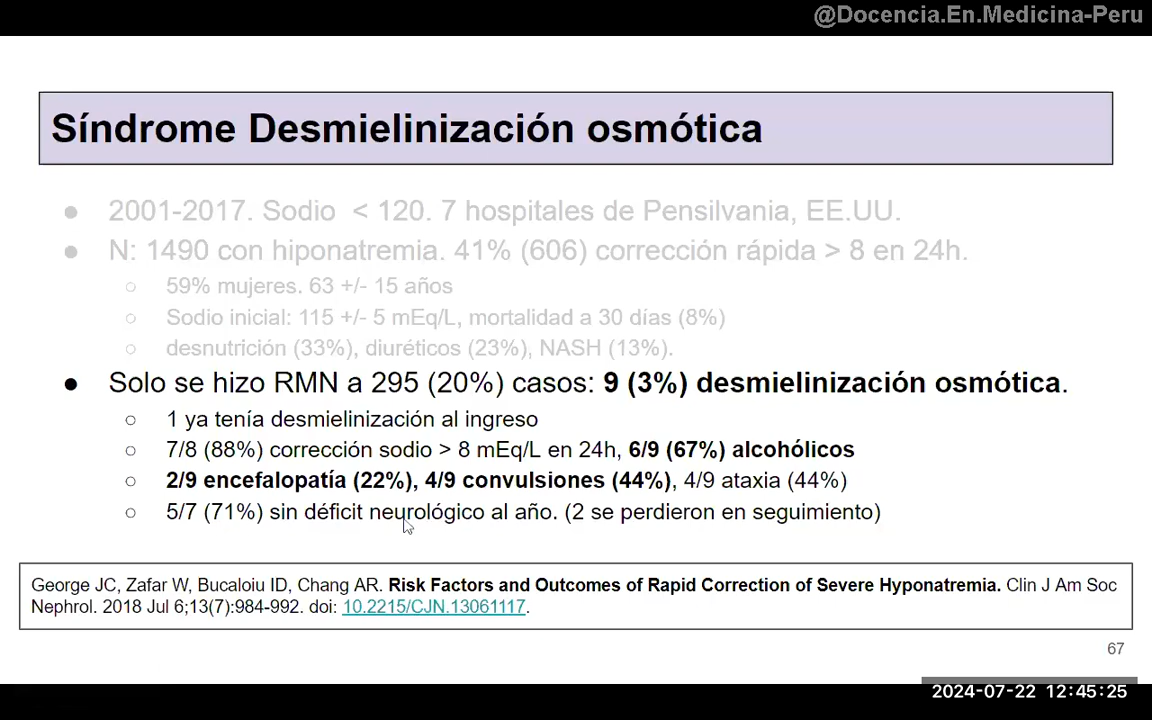 @Docencia.En.Medicina-Peru
Síndrome Desmielinización osmótica
● 2001-2017. Sodio < 120. 7 hospitales de Pensilvania, EE.UU.
● N: 1490 con hiponatremia. 41% (606) corrección rápida > 8 en 24h.
○ 59% mujeres. 63 +/- 15 años
○ Sodio inicial: 115 +/- 5 mEq/L, mortalidad a 30 días (8%)
○ desnutrición (33%), diuréticos (23%), NASH (13%).
● Solo se hizo RMN a 295 (20%) casos: 9 (3%) desmielinización osmótica.
○ 1 ya tenía desmielinización al ingreso
○ 7/8 (88%) corrección sodio > 8 mEq/L en 24h, 6/9 (67%) alcohólicos
○ 2/9 encefalopatía (22%), 4/9 convulsiones (44%), 4/9 ataxia (44%)
○ 5/7 (71%) sin déficit neurológico al año. (2 se perdieron en seguimiento)
George JC, Zafar W, Bucaloiu ID, Chang AR. Risk Factors and Outcomes of Rapid Correction of Severe Hyponatremia. Clin J Am Soc
Nephrol. 2018 Jul 6;13(7):984-992. doi: 10.2215/CJN.13061117.
67
2024-07-22 12:45:25